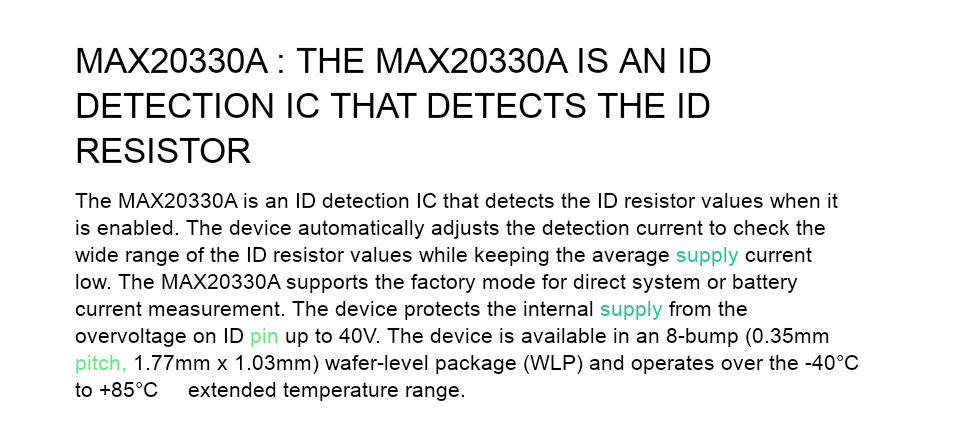 MAX20330A : THE MAX20330A IS AN ID
DETECTION IC THAT DETECTS THE ID
RESISTOR
The MAX20330A is an ID detection IC that detects the ID resistor values when it
is enabled. The device automatically adjusts the detection current to check the
wide range of the ID resistor values while keeping the average supply current
low. The MAX20330A supports the factory mode for direct system or battery
current measurement. The device protects the internal supply from the
overvoltage on ID pin up to 40V. The device is available in an 8-bump (0.35mm
pitch, 1.77mm x 1.03mm) wafer-level package (WLP) and operates over the -40°C
to +85°C extended temperature range.